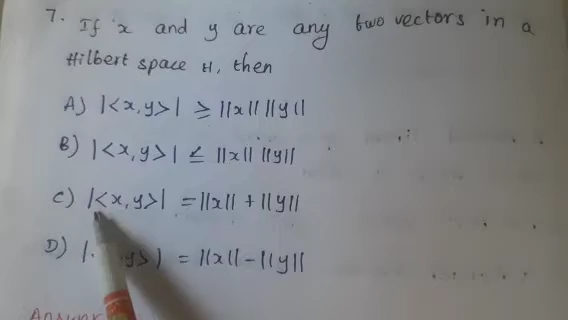 7. If x and y are any two vectors in a
Hilbert space H, then
A) |<x,y>| ≥ ||x|| ||y||
B) |<x,y>| ≤ ||x|| ||y||
C) |<x,y>| = ||x|| + ||y||
D) | y>| = ||x|| - ||y||